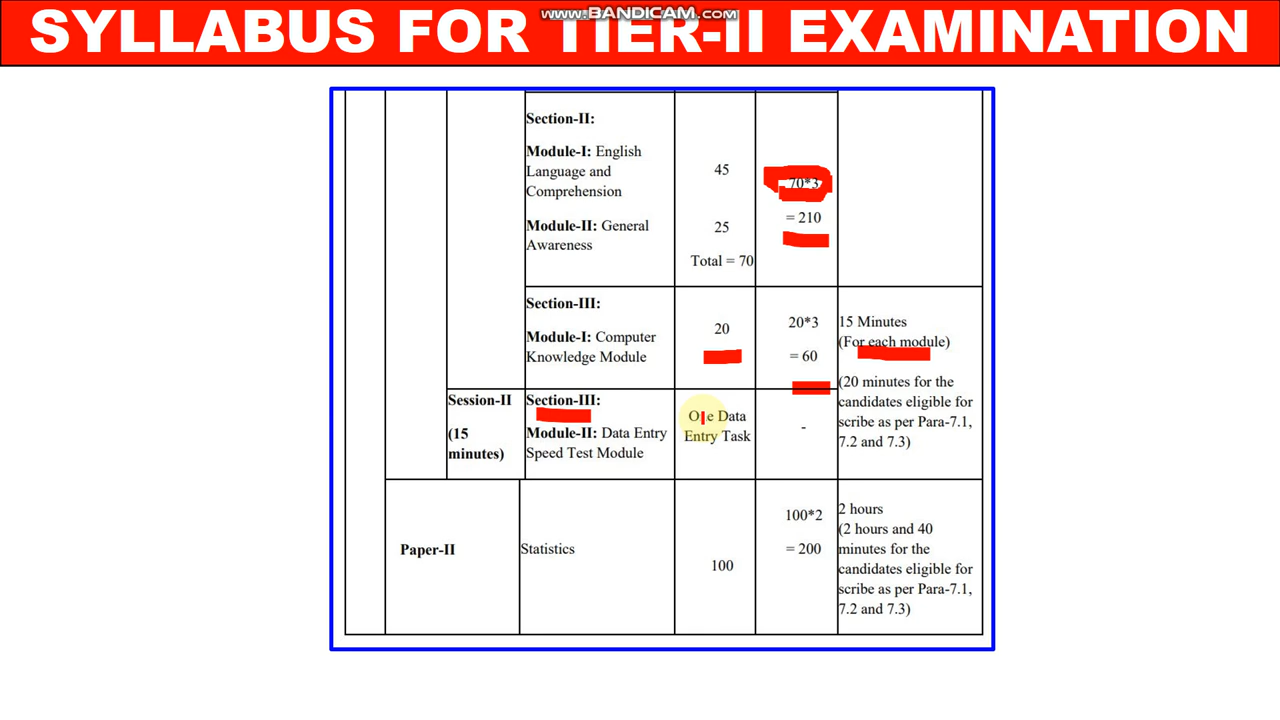 www.BANDICAM.com
SYLLABUS FOR TIER-II EXAMINATION
Section-II:
Module-I: English
Language and
Comprehension
45
70*3
= 210
Module-II: General
Awareness
25
Total = 70
Section-III:
Module-I: Computer
Knowledge Module
20
20*3
= 60
15 Minutes
(For each module)
(20 minutes for the
candidates eligible for
scribe as per Para-7.1,
7.2 and 7.3)
Session-II
(15
minutes)
Section-III:
Module-II: Data Entry
Speed Test Module
One Data
Entry Task
-
Paper-II
Statistics
100
100*2
= 200
2 hours
(2 hours and 40
minutes for the
candidates eligible for
scribe as per Para-7.1,
7.2 and 7.3)